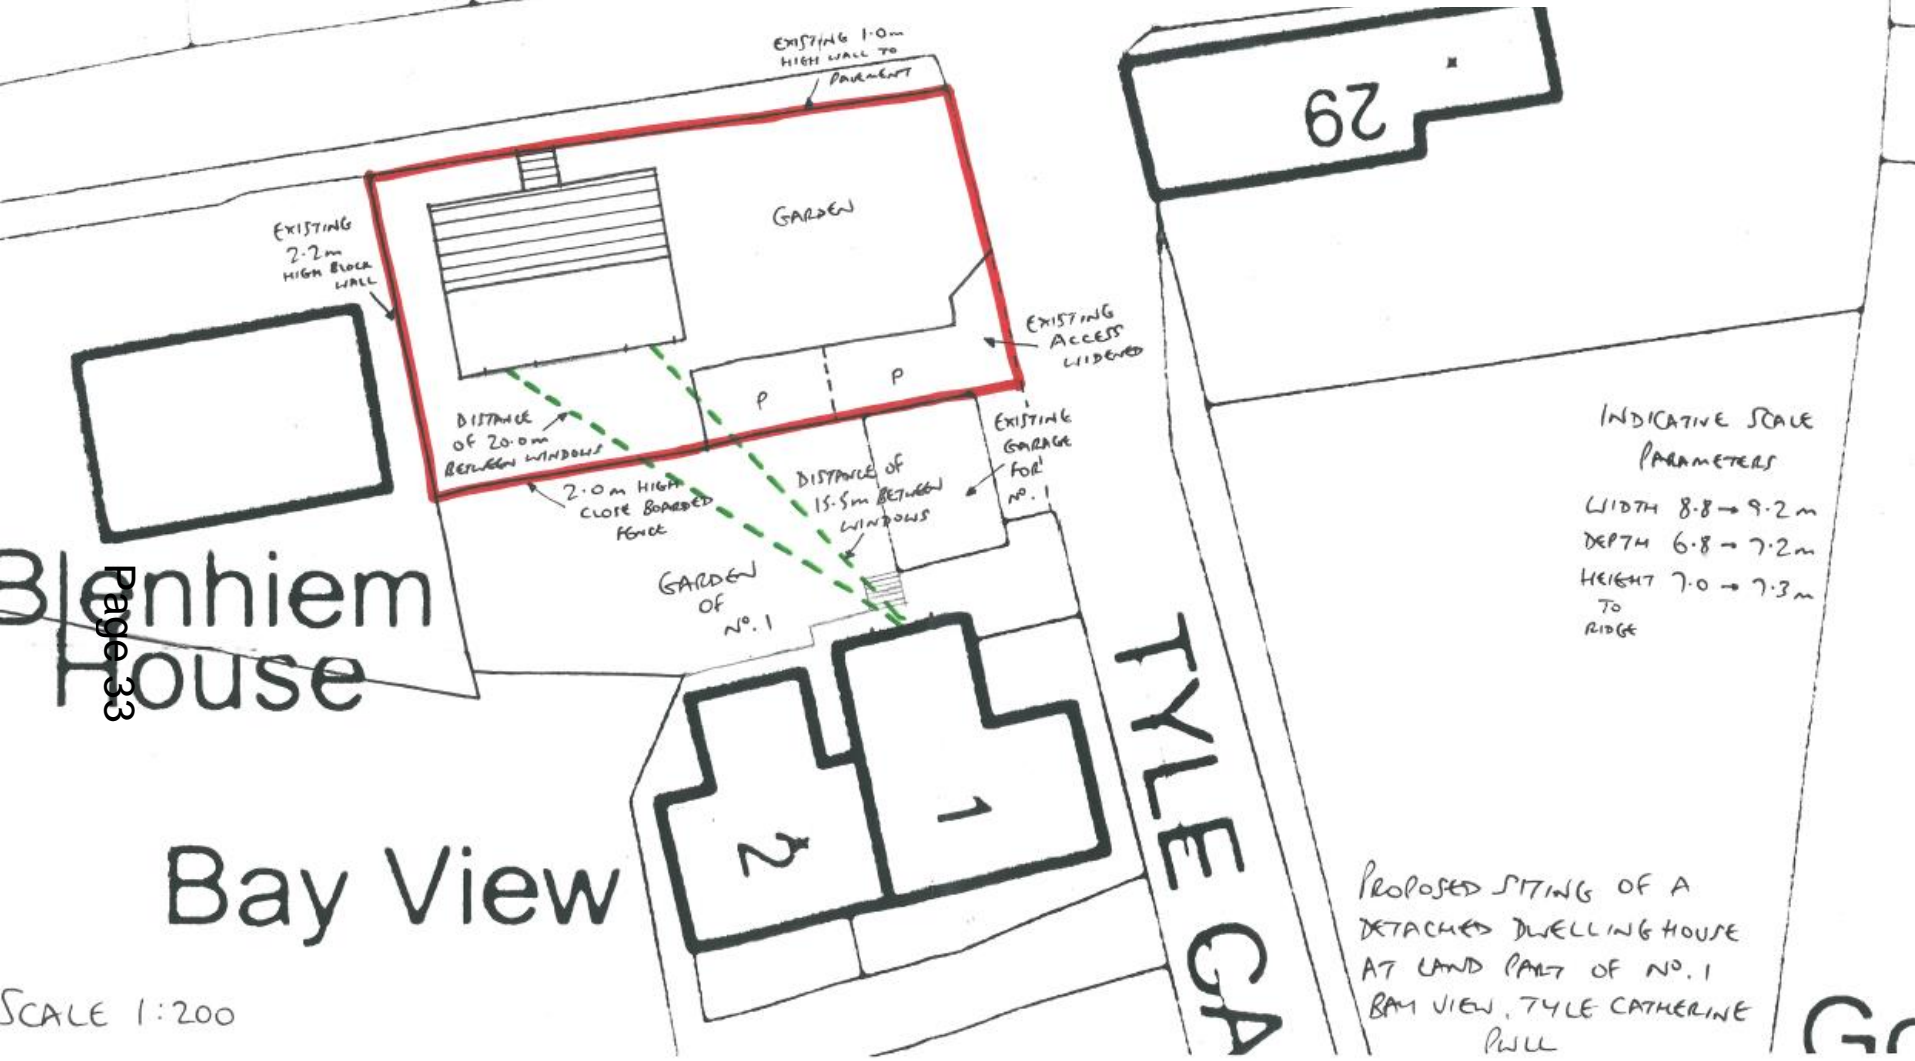 EXISTING 1.0m
HIGH WALL TO
PAVEMENT
29
EXISTING
2.2m
HIGH BLOCK
WALL
GARDEN
EXISTING
ACCESS
WIDENED
P
P
DISTANCE
OF 20.0m
BETWEEN WINDOWS
EXISTING
GARAGE
FOR
No. 1
DISTANCE OF
15.5m BETWEEN
WINDOWS
2.0m HIGH
CLOSE BOARDED
FENCE
GARDEN
OF
No. 1
INDICATIVE SCALE
PARAMETERS
WIDTH 8.8 → 9.2m
DEPTH 6.8 → 7.2m
HEIGHT 7.0 → 7.3m
TO
RIDGE
Blenhiem
House
Page 33
Bay View
2
1
TYLE CA
SCALE 1:200
PROPOSED SITING OF A
DETACHED DWELLING HOUSE
AT LAND PART OF No. 1
BAY VIEW, TYLE CATHERINE
PWLL